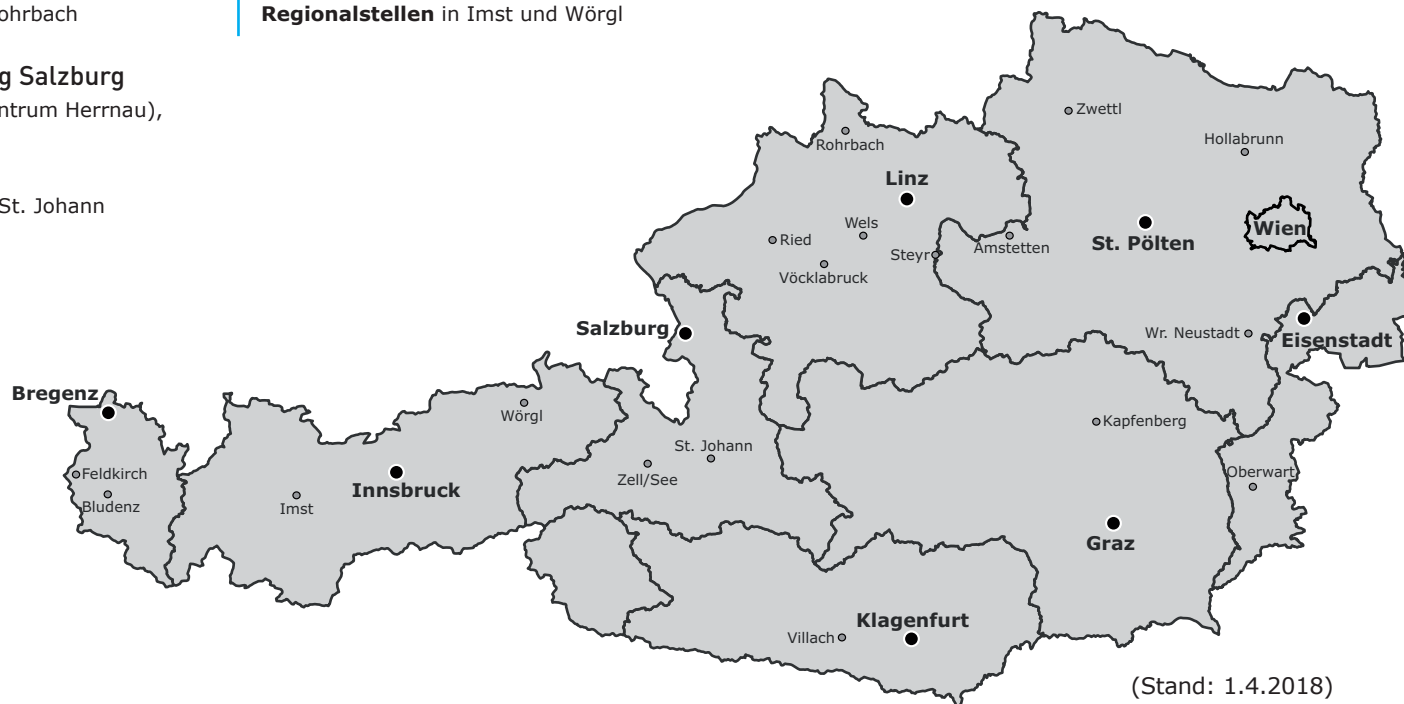 ohrbach
Regionalstellen in Imst und Wörgl
g Salzburg
ntrum Herrnau),
St. Johann
Zwettl
Hollabrunn
Rohrbach
Linz
Wien
Wels
Ried
St. Pölten
Amstetten
Steyr
Vöcklabruck
Salzburg
Wr. Neustadt
Eisenstadt
Bregenz
Wörgl
Kapfenberg
St. Johann
Feldkirch
Zell/See
Oberwart
Innsbruck
Bludenz
Imst
Graz
Klagenfurt
Villach
(Stand: 1.4.2018)